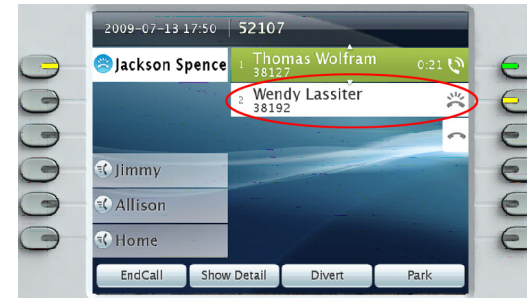 2009-07-13 17:50 52107
Jackson Spence
1 Thomas Wolfram 0:21
38127
2 Wendy Lassiter
38192
Jimmy
Allison
Home
EndCall Show Detail Divert Park